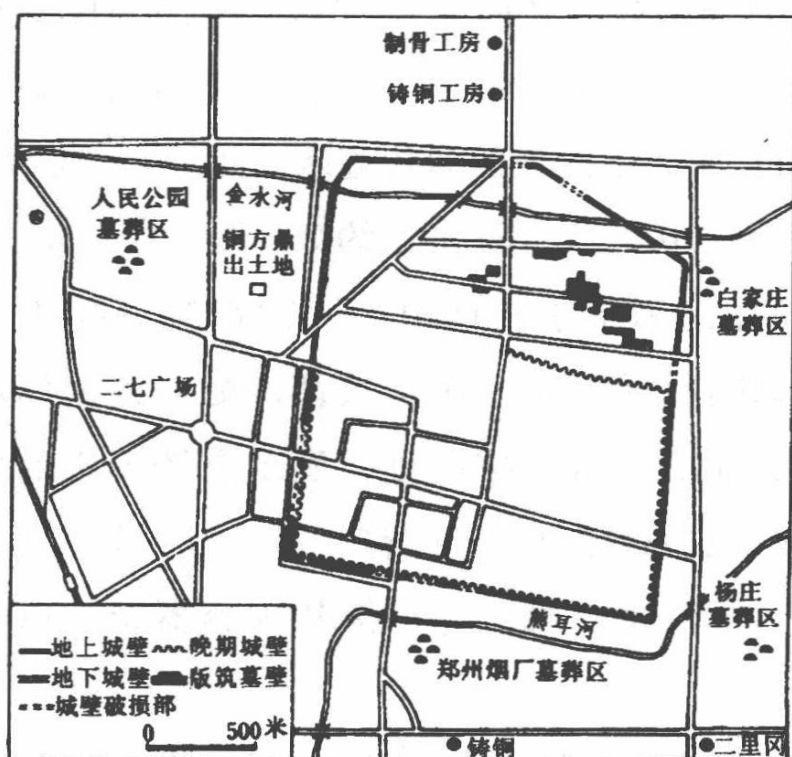 制骨工房
铸铜工房
人民公园
墓葬区
金水河
铜方鼎
出土地
白家庄
墓葬区
二七广场
熊耳河
杨庄
墓葬区
郑州烟厂墓葬区
地上城壁
晚期城壁
地下城壁
版筑墓壁
城壁破损部
0 500米
铸铜
二里冈